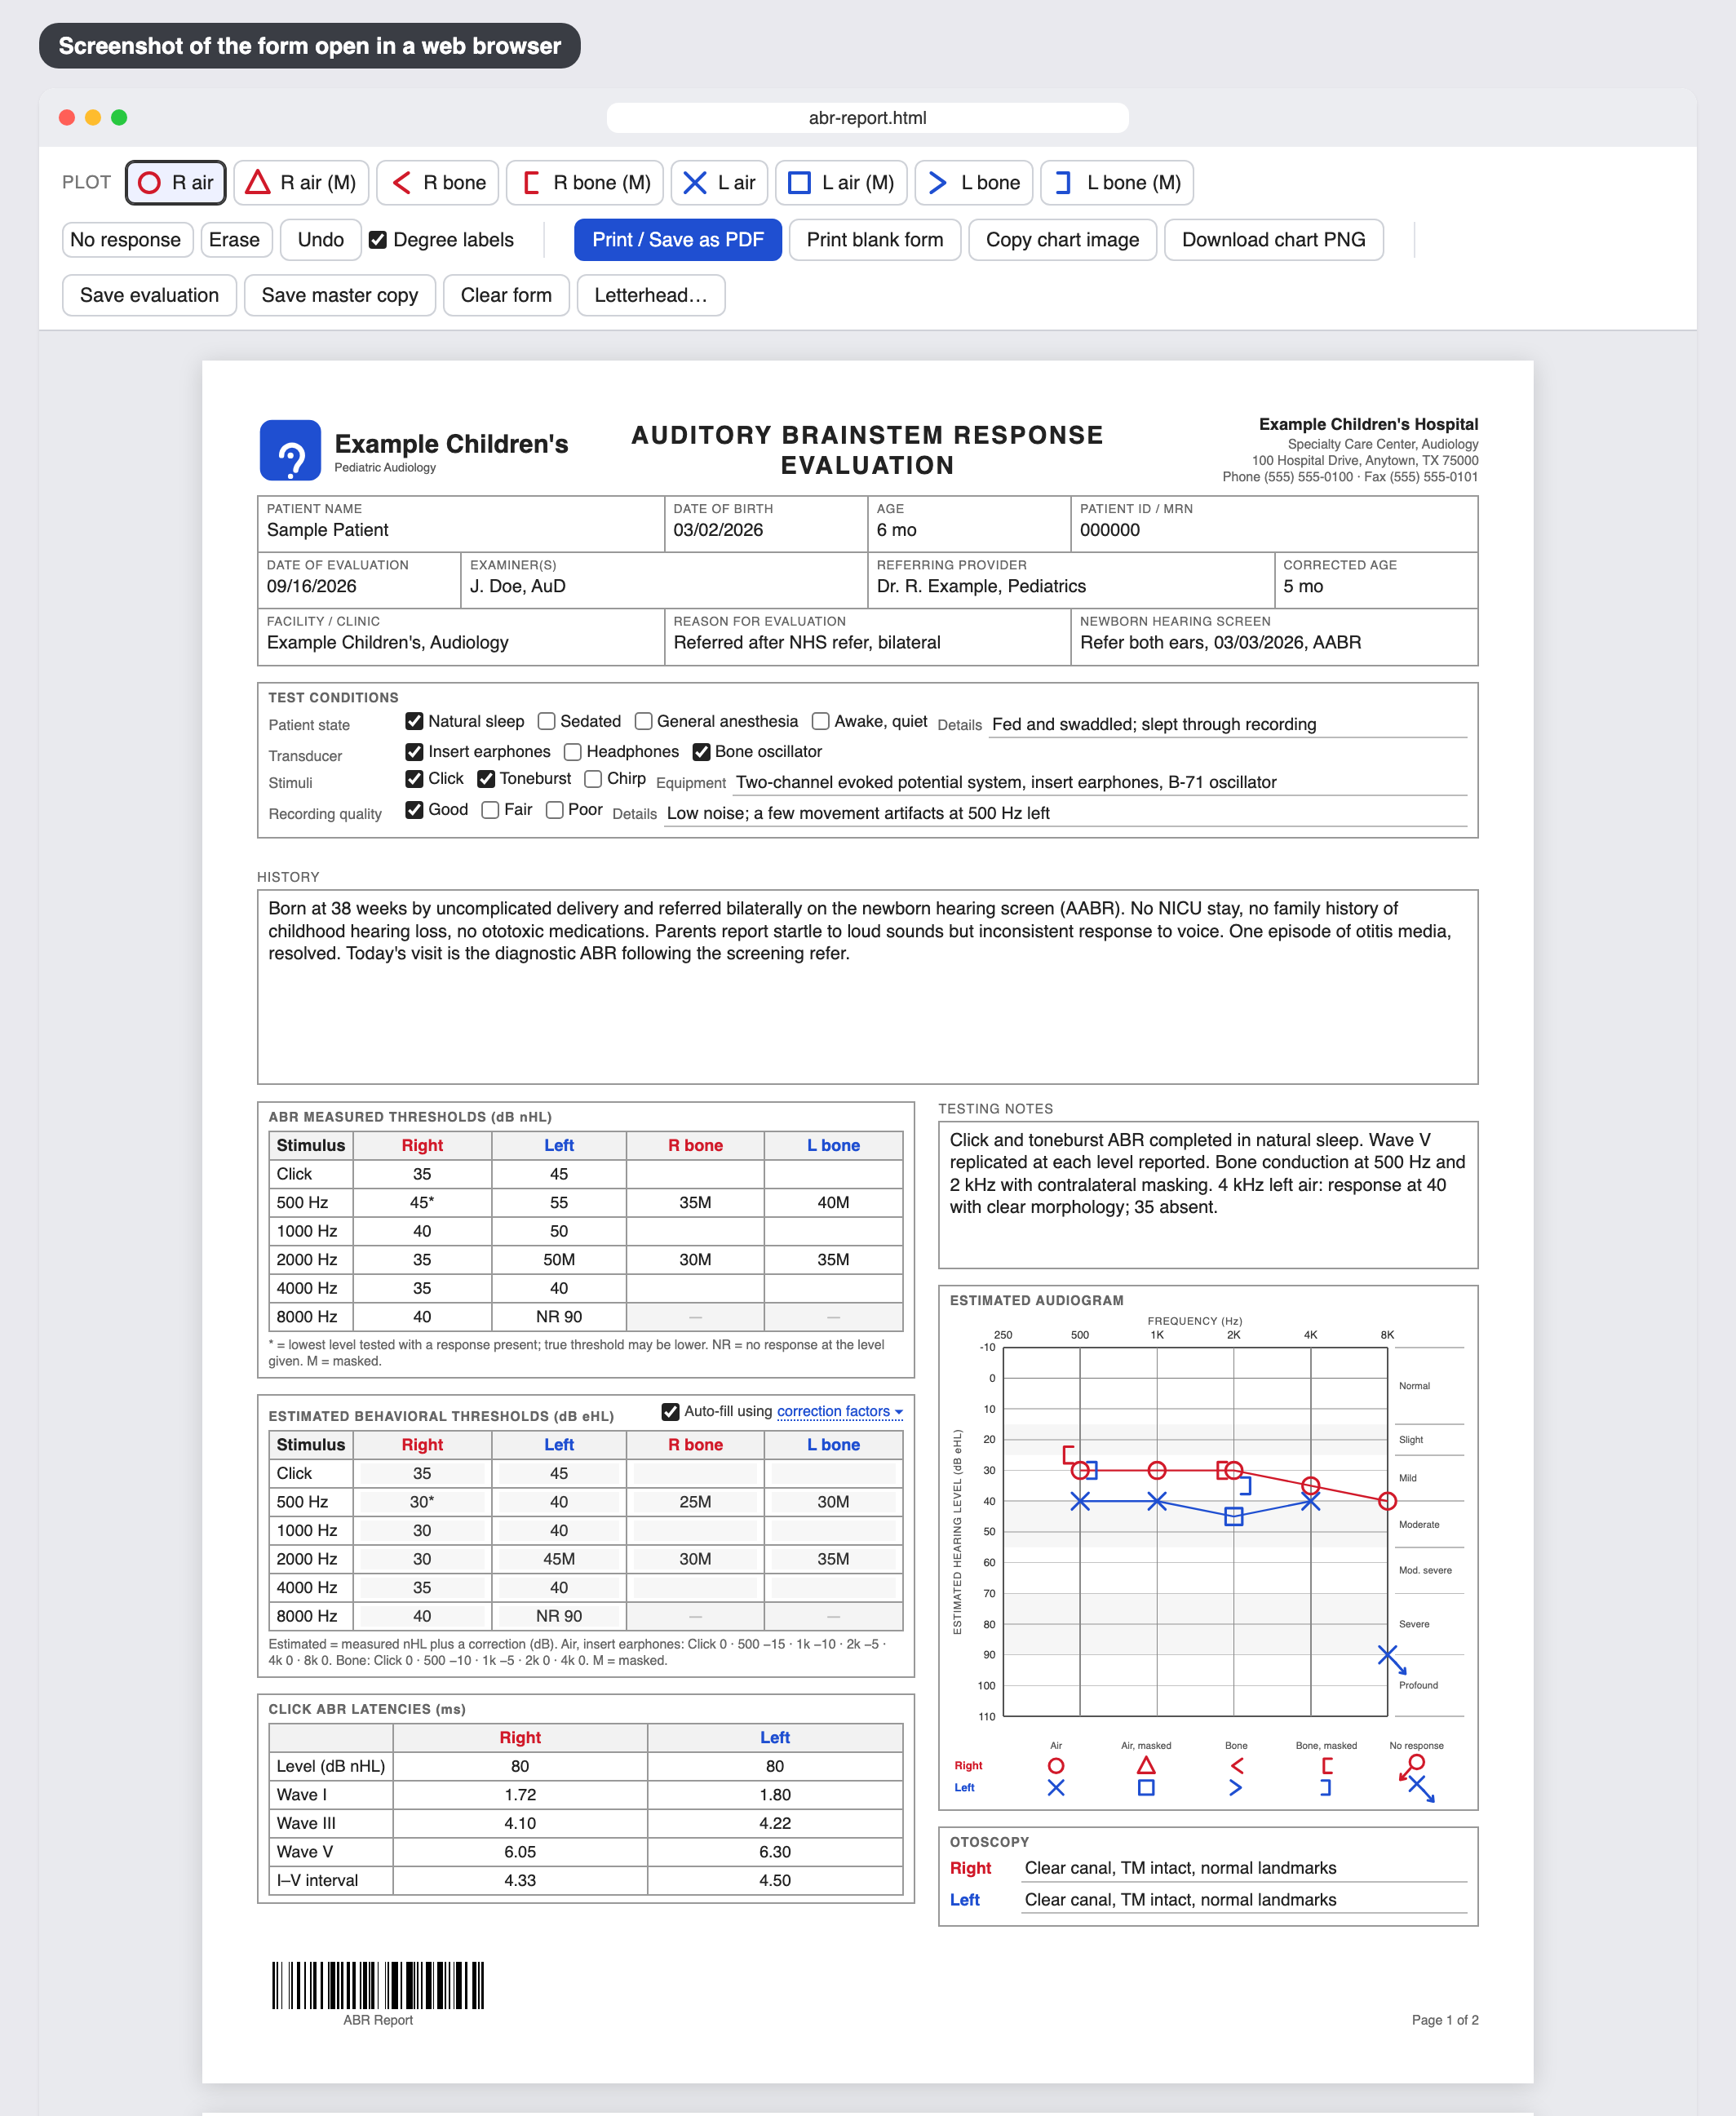 Screenshot of the form open in a web browser
abr-report.html
PLOT R air R air (M) R bone R bone (M) L air L air (M) L bone L bone (M)
No response Erase Undo Degree labels Print / Save as PDF Print blank form Copy chart image Download chart PNG
Save evaluation Save master copy Clear form Letterhead…
Example Children's
Pediatric Audiology
AUDITORY BRAINSTEM RESPONSE
EVALUATION
Example Children's Hospital
Specialty Care Center, Audiology
100 Hospital Drive, Anytown, TX 75000
Phone (555) 555-0100 · Fax (555) 555-0101
PATIENT NAME DATE OF BIRTH AGE PATIENT ID / MRN
Sample Patient 03/02/2026 6 mo 000000
DATE OF EVALUATION EXAMINER(S) REFERRING PROVIDER CORRECTED AGE
09/16/2026 J. Doe, AuD Dr. R. Example, Pediatrics 5 mo
FACILITY / CLINIC REASON FOR EVALUATION NEWBORN HEARING SCREEN
Example Children's, Audiology Referred after NHS refer, bilateral Refer both ears, 03/03/2026, AABR
TEST CONDITIONS
Patient state Natural sleep Sedated General anesthesia Awake, quiet Details Fed and swaddled; slept through recording
Transducer Insert earphones Headphones Bone oscillator
Stimuli Click Toneburst Chirp Equipment Two-channel evoked potential system, insert earphones, B-71 oscillator
Recording quality Good Fair Poor Details Low noise; a few movement artifacts at 500 Hz left
HISTORY
Born at 38 weeks by uncomplicated delivery and referred bilaterally on the newborn hearing screen (AABR). No NICU stay, no family history of
childhood hearing loss, no ototoxic medications. Parents report startle to loud sounds but inconsistent response to voice. One episode of otitis media,
resolved. Today's visit is the diagnostic ABR following the screening refer.
ABR MEASURED THRESHOLDS (dB nHL)
Stimulus Right Left R bone L bone
Click 35 45
500 Hz 45* 55 35M 40M
1000 Hz 40 50
2000 Hz 35 50M 30M 35M
4000 Hz 35 40
8000 Hz 40 NR 90 — —
* = lowest level tested with a response present; true threshold may be lower. NR = no response at the level
given. M = masked.
ESTIMATED BEHAVIORAL THRESHOLDS (dB eHL) Auto-fill using correction factors
Stimulus Right Left R bone L bone
Click 35 45
500 Hz 30* 40 25M 30M
1000 Hz 30 40
2000 Hz 30 45M 30M 35M
4000 Hz 35 40
8000 Hz 40 NR 90 — —
Estimated = measured nHL plus a correction (dB). Air, insert earphones: Click 0 · 500 −15 · 1k −10 · 2k −5 ·
4k 0 · 8k 0. Bone: Click 0 · 500 −10 · 1k −5 · 2k 0 · 4k 0. M = masked.
CLICK ABR LATENCIES (ms)
Right Left
Level (dB nHL) 80 80
Wave I 1.72 1.80
Wave III 4.10 4.22
Wave V 6.05 6.30
I–V interval 4.33 4.50
TESTING NOTES
Click and toneburst ABR completed in natural sleep. Wave V
replicated at each level reported. Bone conduction at 500 Hz and
2 kHz with contralateral masking. 4 kHz left air: response at 40
with clear morphology; 35 absent.
ESTIMATED AUDIOGRAM
FREQUENCY (Hz)
250 500 1K 2K 4K 8K
ESTIMATED HEARING LEVEL (dB eHL)
-10
0
Normal
10
20
Slight
30
Mild
40
Moderate
50
60
Mod. severe
70
80
Severe
90
100
Profound
110
Air Air, masked Bone Bone, masked No response
Right
Left
OTOSCOPY
Right Clear canal, TM intact, normal landmarks
Left Clear canal, TM intact, normal landmarks
ABR Report
Page 1 of 2